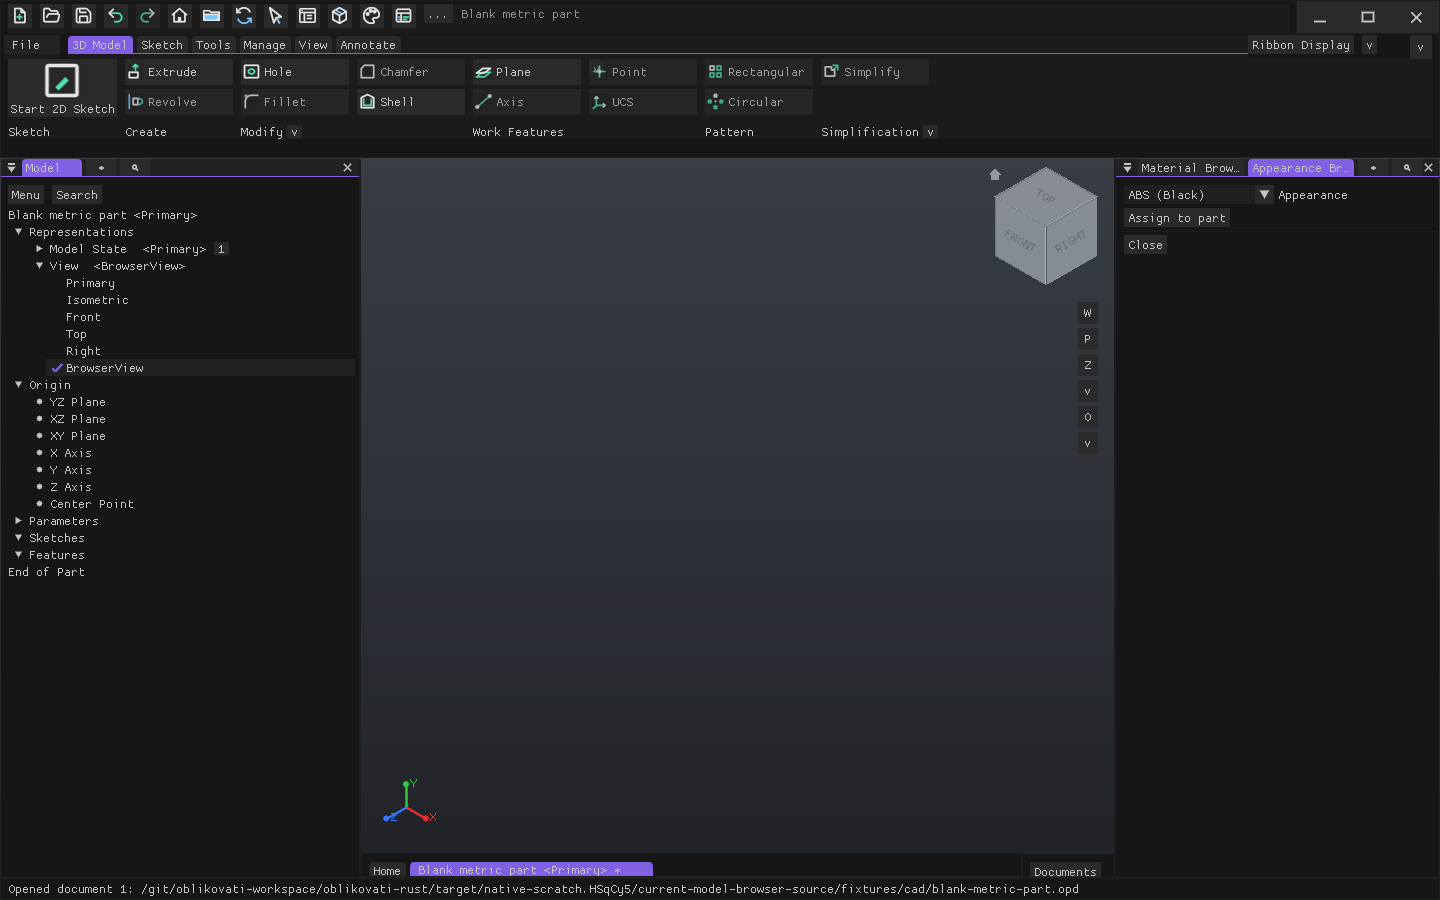 ... Blank metric part
File 3D Model Sketch Tools Manage View Annotate Ribbon Display v v
Start 2D Sketch
Extrude
Revolve
Hole
Fillet
Chamfer
Shell
Plane
Axis
Point
UCS
Rectangular
Circular
Simplify
Sketch Create Modify v Work Features Pattern Simplification v
Model
Menu Search
Blank metric part <Primary>
Representations
Model State <Primary> 1
View <BrowserView>
Primary
Isometric
Front
Top
Right
BrowserView
Origin
YZ Plane
XZ Plane
XY Plane
X Axis
Y Axis
Z Axis
Center Point
Parameters
Sketches
Features
End of Part
TOP
FRONT
RIGHT
W
P
Z
v
O
v
Y
Z
X
Material Brow… Appearance Br…
ABS (Black) Appearance
Assign to part
Close
Home Blank metric part <Primary> * Documents
Opened document 1: /git/oblikovati-workspace/oblikovati-rust/target/native-scratch.HSqCy5/current-model-browser-source/fixtures/cad/blank-metric-part.opd